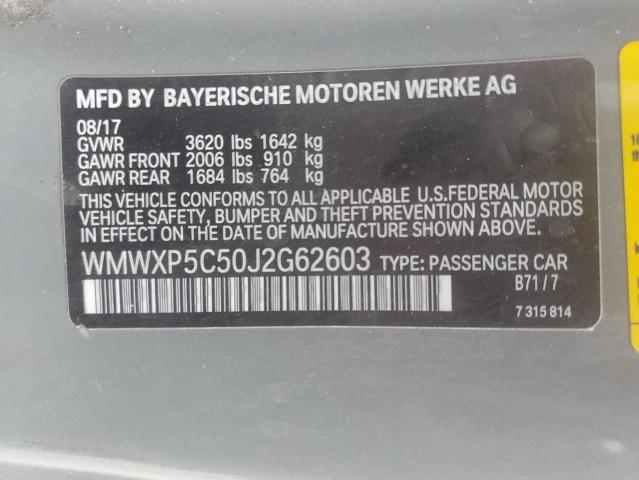 MFD BY BAYERISCHE MOTOREN WERKE AG
08/17
GVWR 3620 lbs 1642 kg
GAWR FRONT 2006 lbs 910 kg
GAWR REAR 1684 lbs 764 kg
THIS VEHICLE CONFORMS TO ALL APPLICABLE U.S.FEDERAL MOTOR
VEHICLE SAFETY, BUMPER AND THEFT PREVENTION STANDARDS
IN EFFECT ON THE DATE OF MANUFACTURE SHOWN ABOVE.
WMWXP5C50J2G62603 TYPE: PASSENGER CAR
B71 / 7
7 315 814